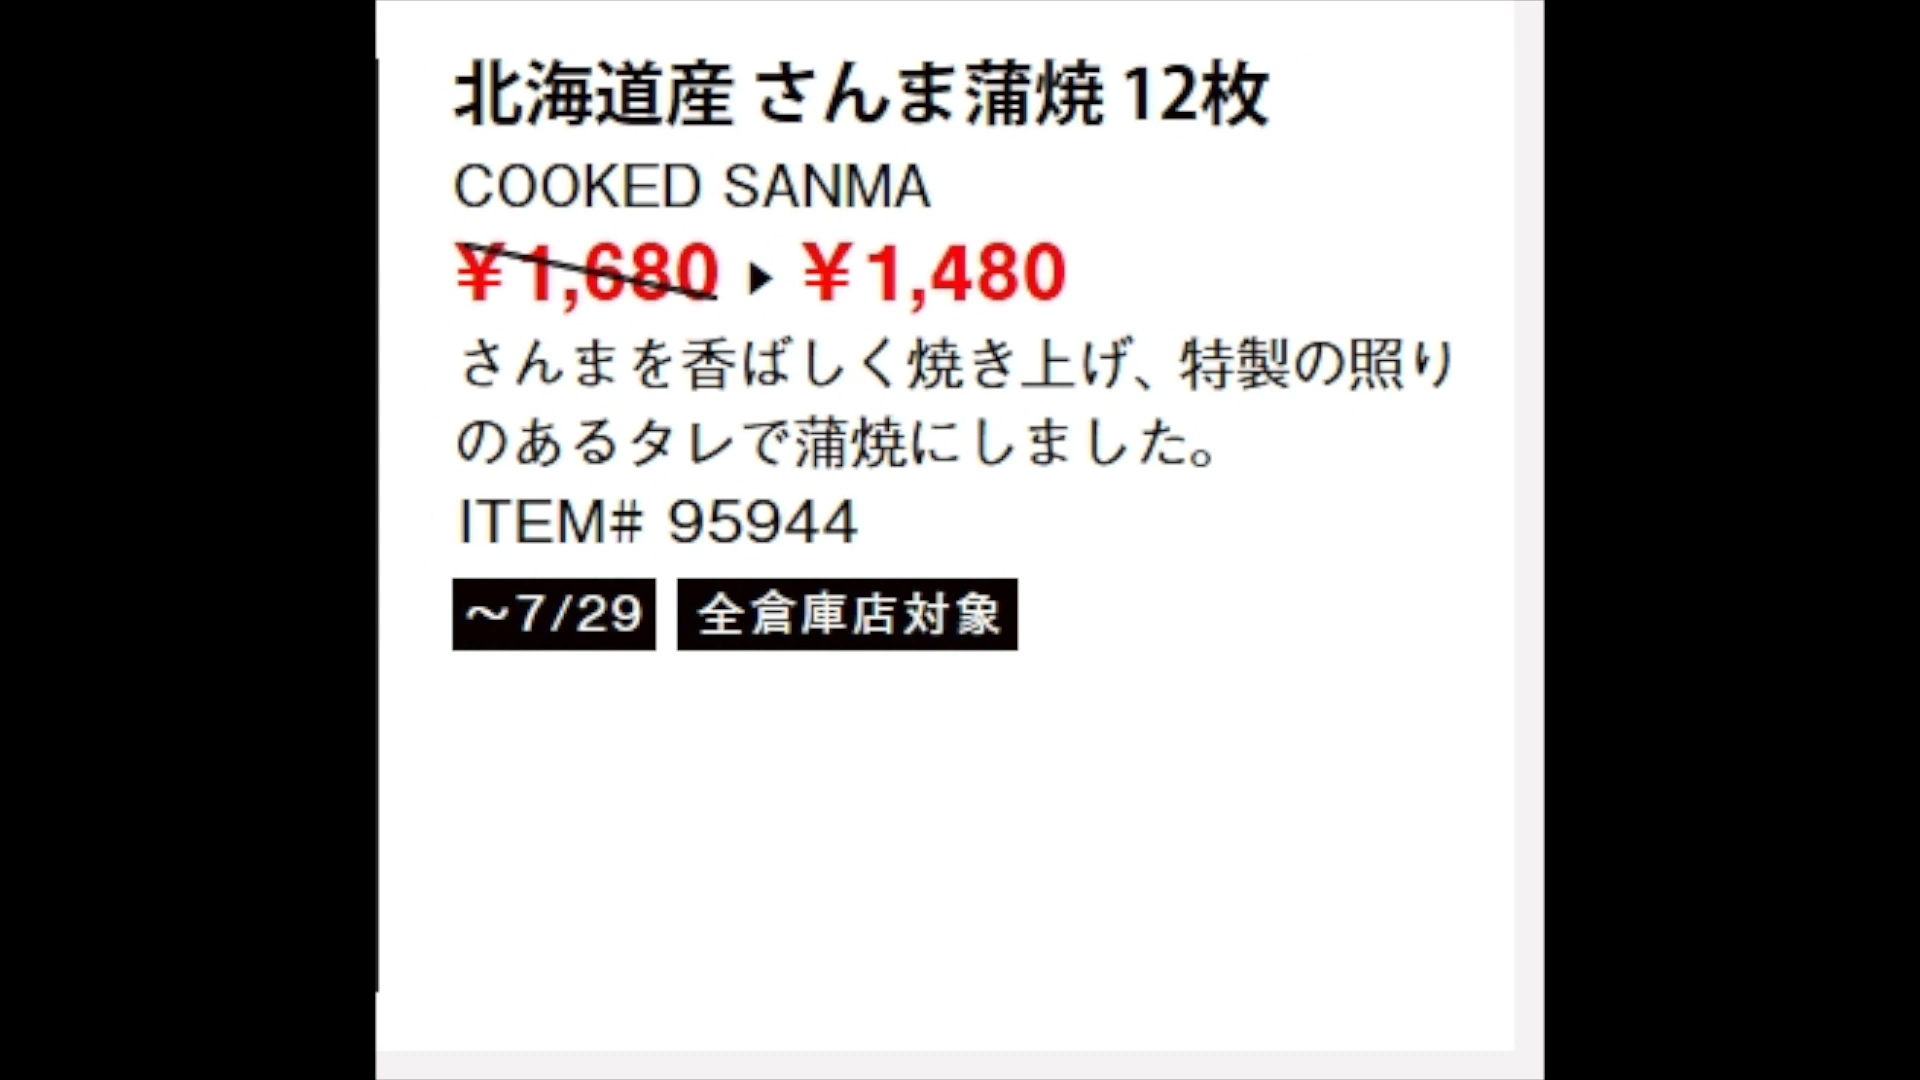 北海道産 さんま蒲焼 12枚
COOKED SANMA
¥1,680 ▶ ¥1,480
さんまを香ばしく焼き上げ、特製の照り
のあるタレで蒲焼にしました。
ITEM# 95944
～7/29 全倉庫店対象